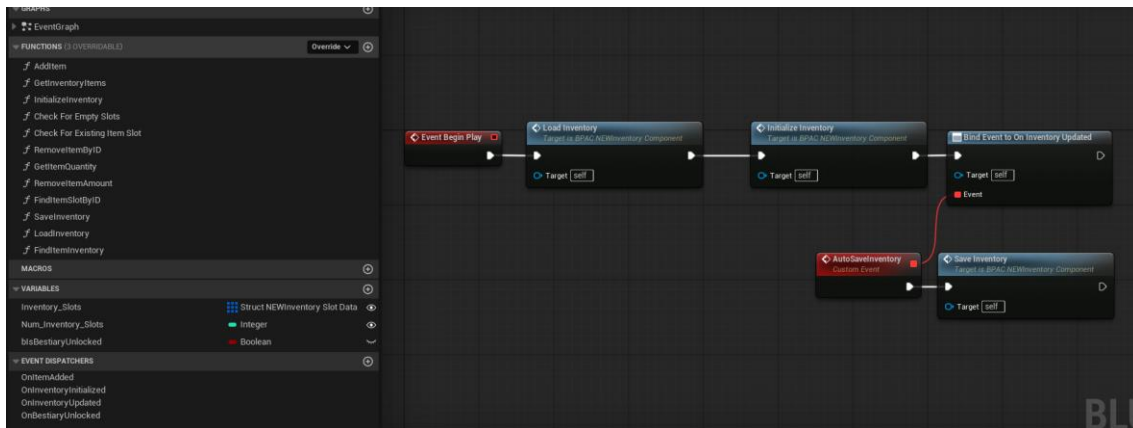 GRAPHS
EventGraph
FUNCTIONS (3 OVERRIDABLE)
Override
AddItem
GetInventoryItems
InitializeInventory
Check For Empty Slots
Check For Existing Item Slot
RemoveItemByID
GetItemQuantity
RemoveItemAmount
FindItemSlotByID
SaveInventory
LoadInventory
FindItemInventory
MACROS
VARIABLES
Inventory_Slots
Struct NEWInventory Slot Data
Num_Inventory_Slots
Integer
bIsBestiaryUnlocked
Boolean
EVENT DISPATCHERS
OnItemAdded
OnInventoryInitialized
OnInventoryUpdated
OnBestiaryUnlocked
Event Begin Play
Load Inventory
Target is BPAC NEWInventory Component
Target self
Initialize Inventory
Target is BPAC NEWInventory Component
Target self
Bind Event to On Inventory Updated
Target self
Event
AutoSaveInventory
Custom Event
Save Inventory
Target is BPAC NEWInventory Component
Target self
BLU